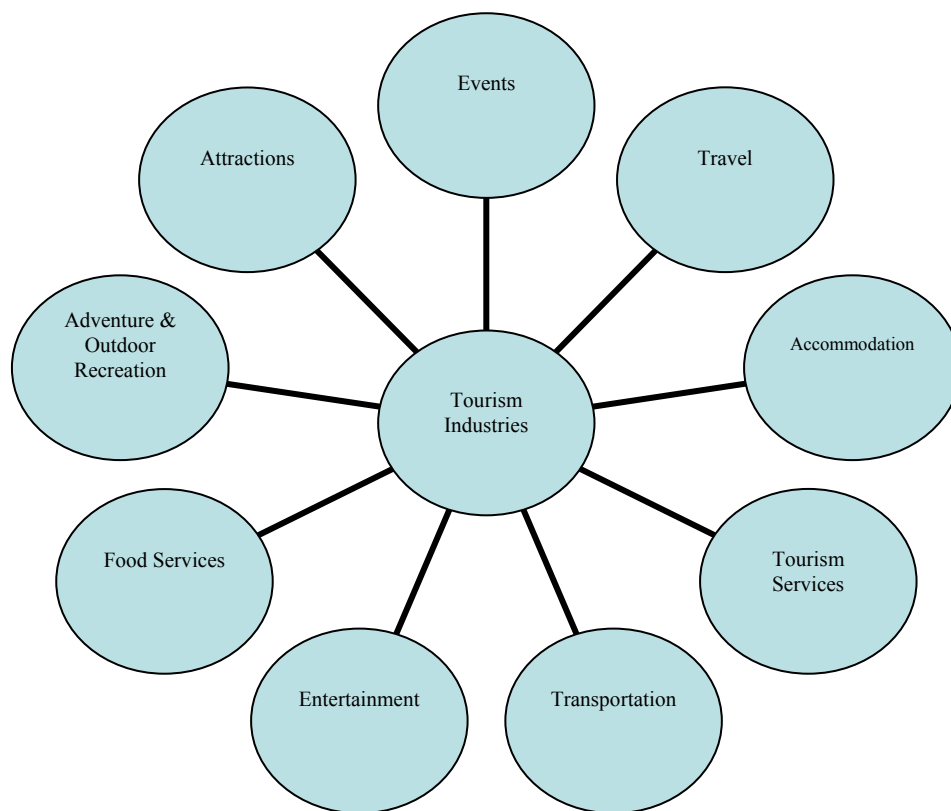 Events
Attractions
Travel
Adventure &
Outdoor
Recreation
Accommodation
Tourism
Industries
Food Services
Tourism
Services
Entertainment
Transportation